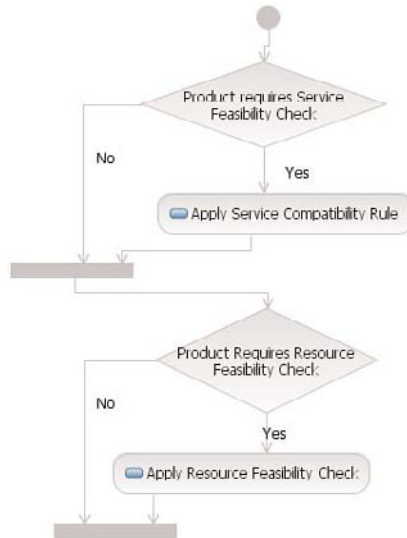 Product requires Service
Feasibility Check
No
Yes
Apply Service Compatibility Rule
Product Requires Resource
Feasibility Check
No
Yes
Apply Resource Feasibility Check